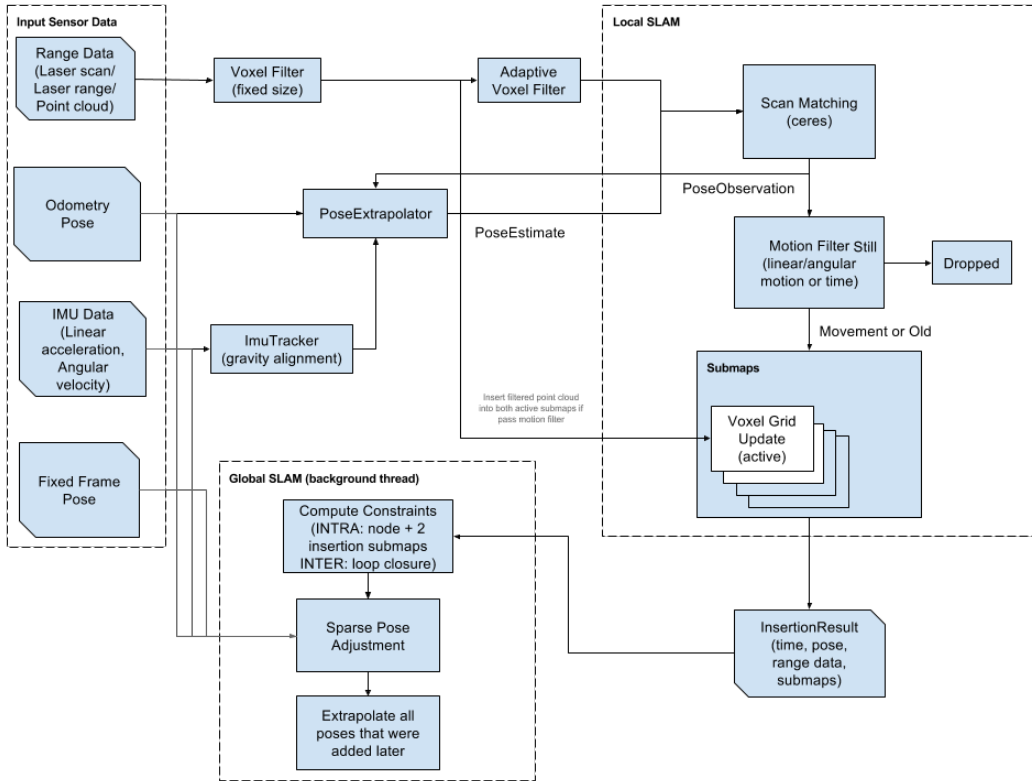 Input Sensor Data
Range Data
(Laser scan/
Laser range/
Point cloud)
Voxel Filter
(fixed size)
Adaptive
Voxel Filter
Local SLAM
Scan Matching
(ceres)
PoseObservation
Odometry
Pose
PoseExtrapolator
PoseEstimate
Motion Filter Still
(linear/angular
motion or time)
Dropped
Movement or Old
IMU Data
(Linear
acceleration,
Angular
velocity)
ImuTracker
(gravity alignment)
Submaps
Voxel Grid
Update
(active)
Insert filtered point cloud
into both active submaps if
pass motion filter
Fixed Frame
Pose
Global SLAM (background thread)
Compute Constraints
(INTRA: node + 2
insertion submaps
INTER: loop closure)
Sparse Pose
Adjustment
Extrapolate all
poses that were
added later
InsertionResult
(time, pose,
range data,
submaps)